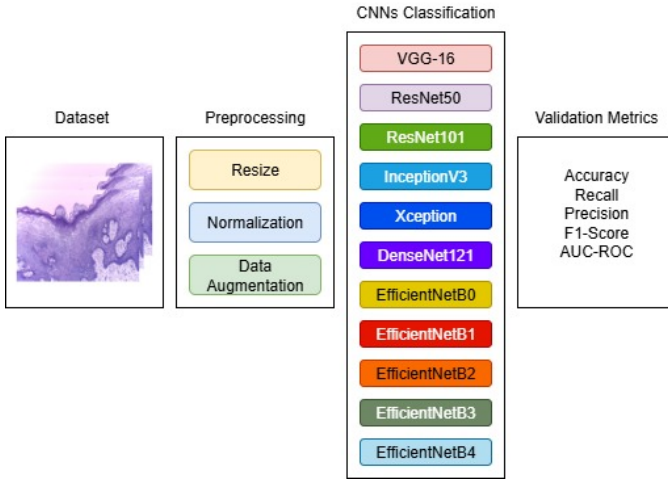 CNNs Classification
Dataset
Preprocessing
Validation Metrics
Resize
Normalization
Data
Augmentation
VGG-16
ResNet50
ResNet101
InceptionV3
Xception
DenseNet121
EfficientNetB0
EfficientNetB1
EfficientNetB2
EfficientNetB3
EfficientNetB4
Accuracy
Recall
Precision
F1-Score
AUC-ROC